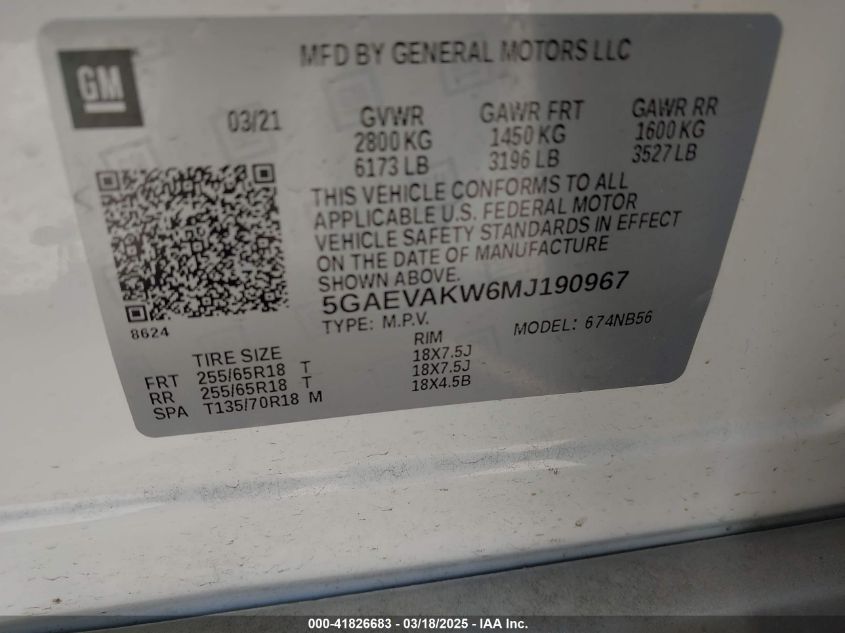 MFD BY GENERAL MOTORS LLC
GM
03/21
GVWR GAWR FRT GAWR RR
2800 KG 1450 KG 1600 KG
6173 LB 3196 LB 3527 LB
THIS VEHICLE CONFORMS TO ALL
APPLICABLE U.S. FEDERAL MOTOR
VEHICLE SAFETY STANDARDS IN EFFECT
ON THE DATE OF MANUFACTURE
SHOWN ABOVE.
5GAEVAKW6MJ190967
8624
TYPE: M.P.V. MODEL: 674NB56
TIRE SIZE RIM
FRT 255/65R18 T 18X7.5J
RR 255/65R18 T 18X7.5J
SPA T135/70R18 M 18X4.5B
000-41826683 / 03/18/2025 - IAA Inc.